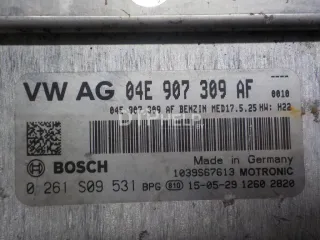 VW AG 04E 907 309 AF
0010
04E 907 309 AF BENZIN MED17.5.25 HW: H22
BOSCH
Made in Germany
1039S67613 MOTRONIC
0 261 S09 531 BPG 010 15-05-29 1260 2020